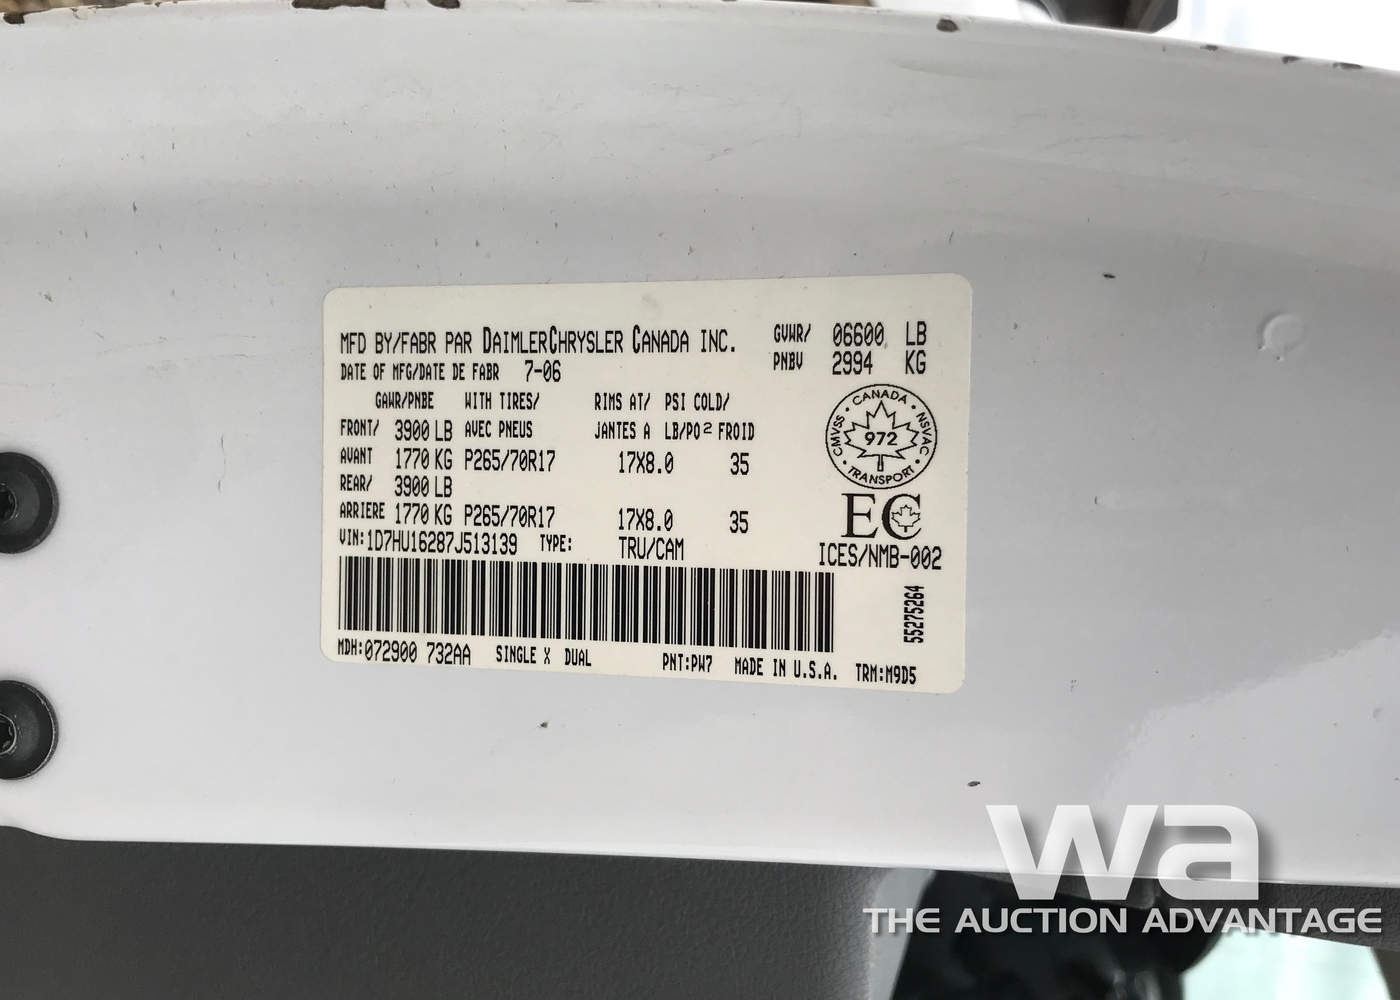 MFD BY/FABR PAR DAIMLERCHRYSLER CANADA INC.
GVWR/ 06600 LB
PNBV 2994 KG
DATE OF MFG/DATE DE FABR 7-06
GAWR/PNBE WITH TIRES/ RIMS AT/ PSI COLD/
FRONT/ 3900 LB AVEC PNEUS JANTES A LB/PO2 FROID
AVANT 1770 KG P265/70R17 17X8.0 35
REAR/ 3900 LB
ARRIERE 1770 KG P265/70R17 17X8.0 35
VIN:1D7HU16287J513139 TYPE: TRU/CAM
CANADA · NSVAC · TRANSPORT · CMVSS ·
972
EC
ICES/NMB-002
55275264
MDH:072900 732AA SINGLE X DUAL PNT:PW7 MADE IN U.S.A. TRM:M9D5
wa
THE AUCTION ADVANTAGE